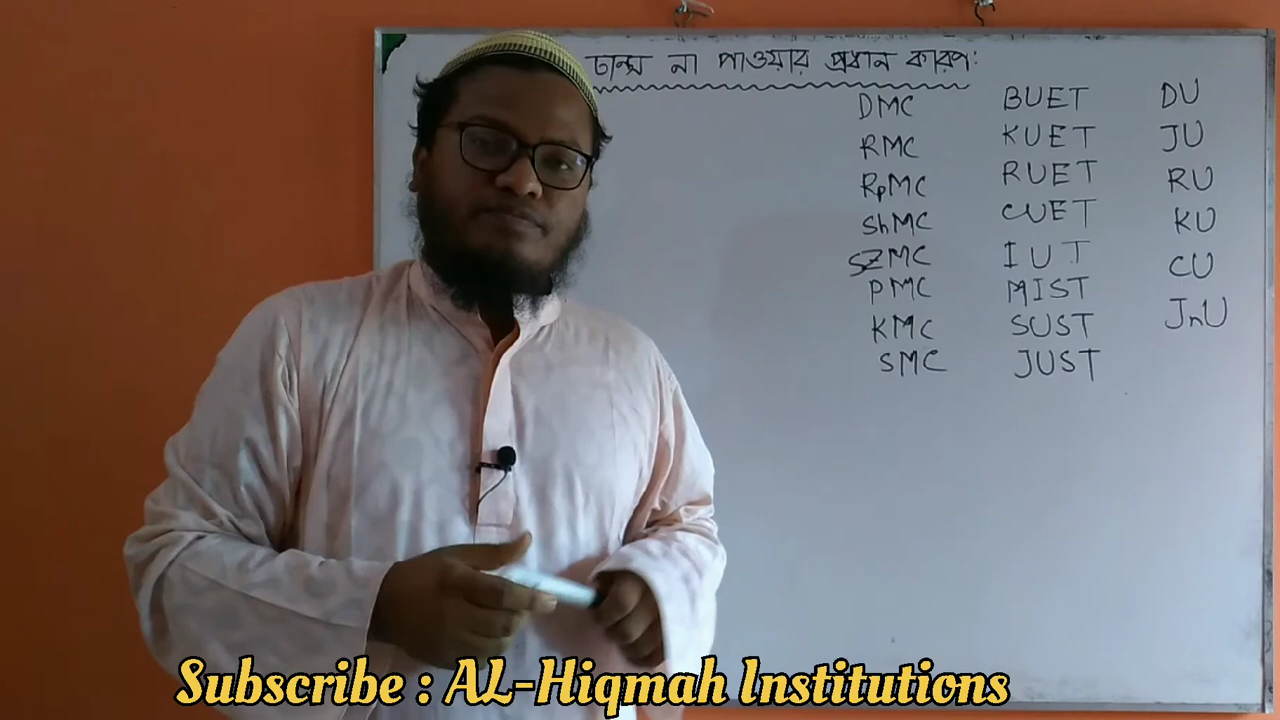 চান্স না পাওয়ার প্রধান কারণ:
DMC BUET DU
RMC KUET JU
RpMC RUET RU
ShMC CUET KU
SZMC IUT CU
PMC MIST JnU
KMC SUST
SMC JUST
Subscribe : AL-Hiqmah Institutions